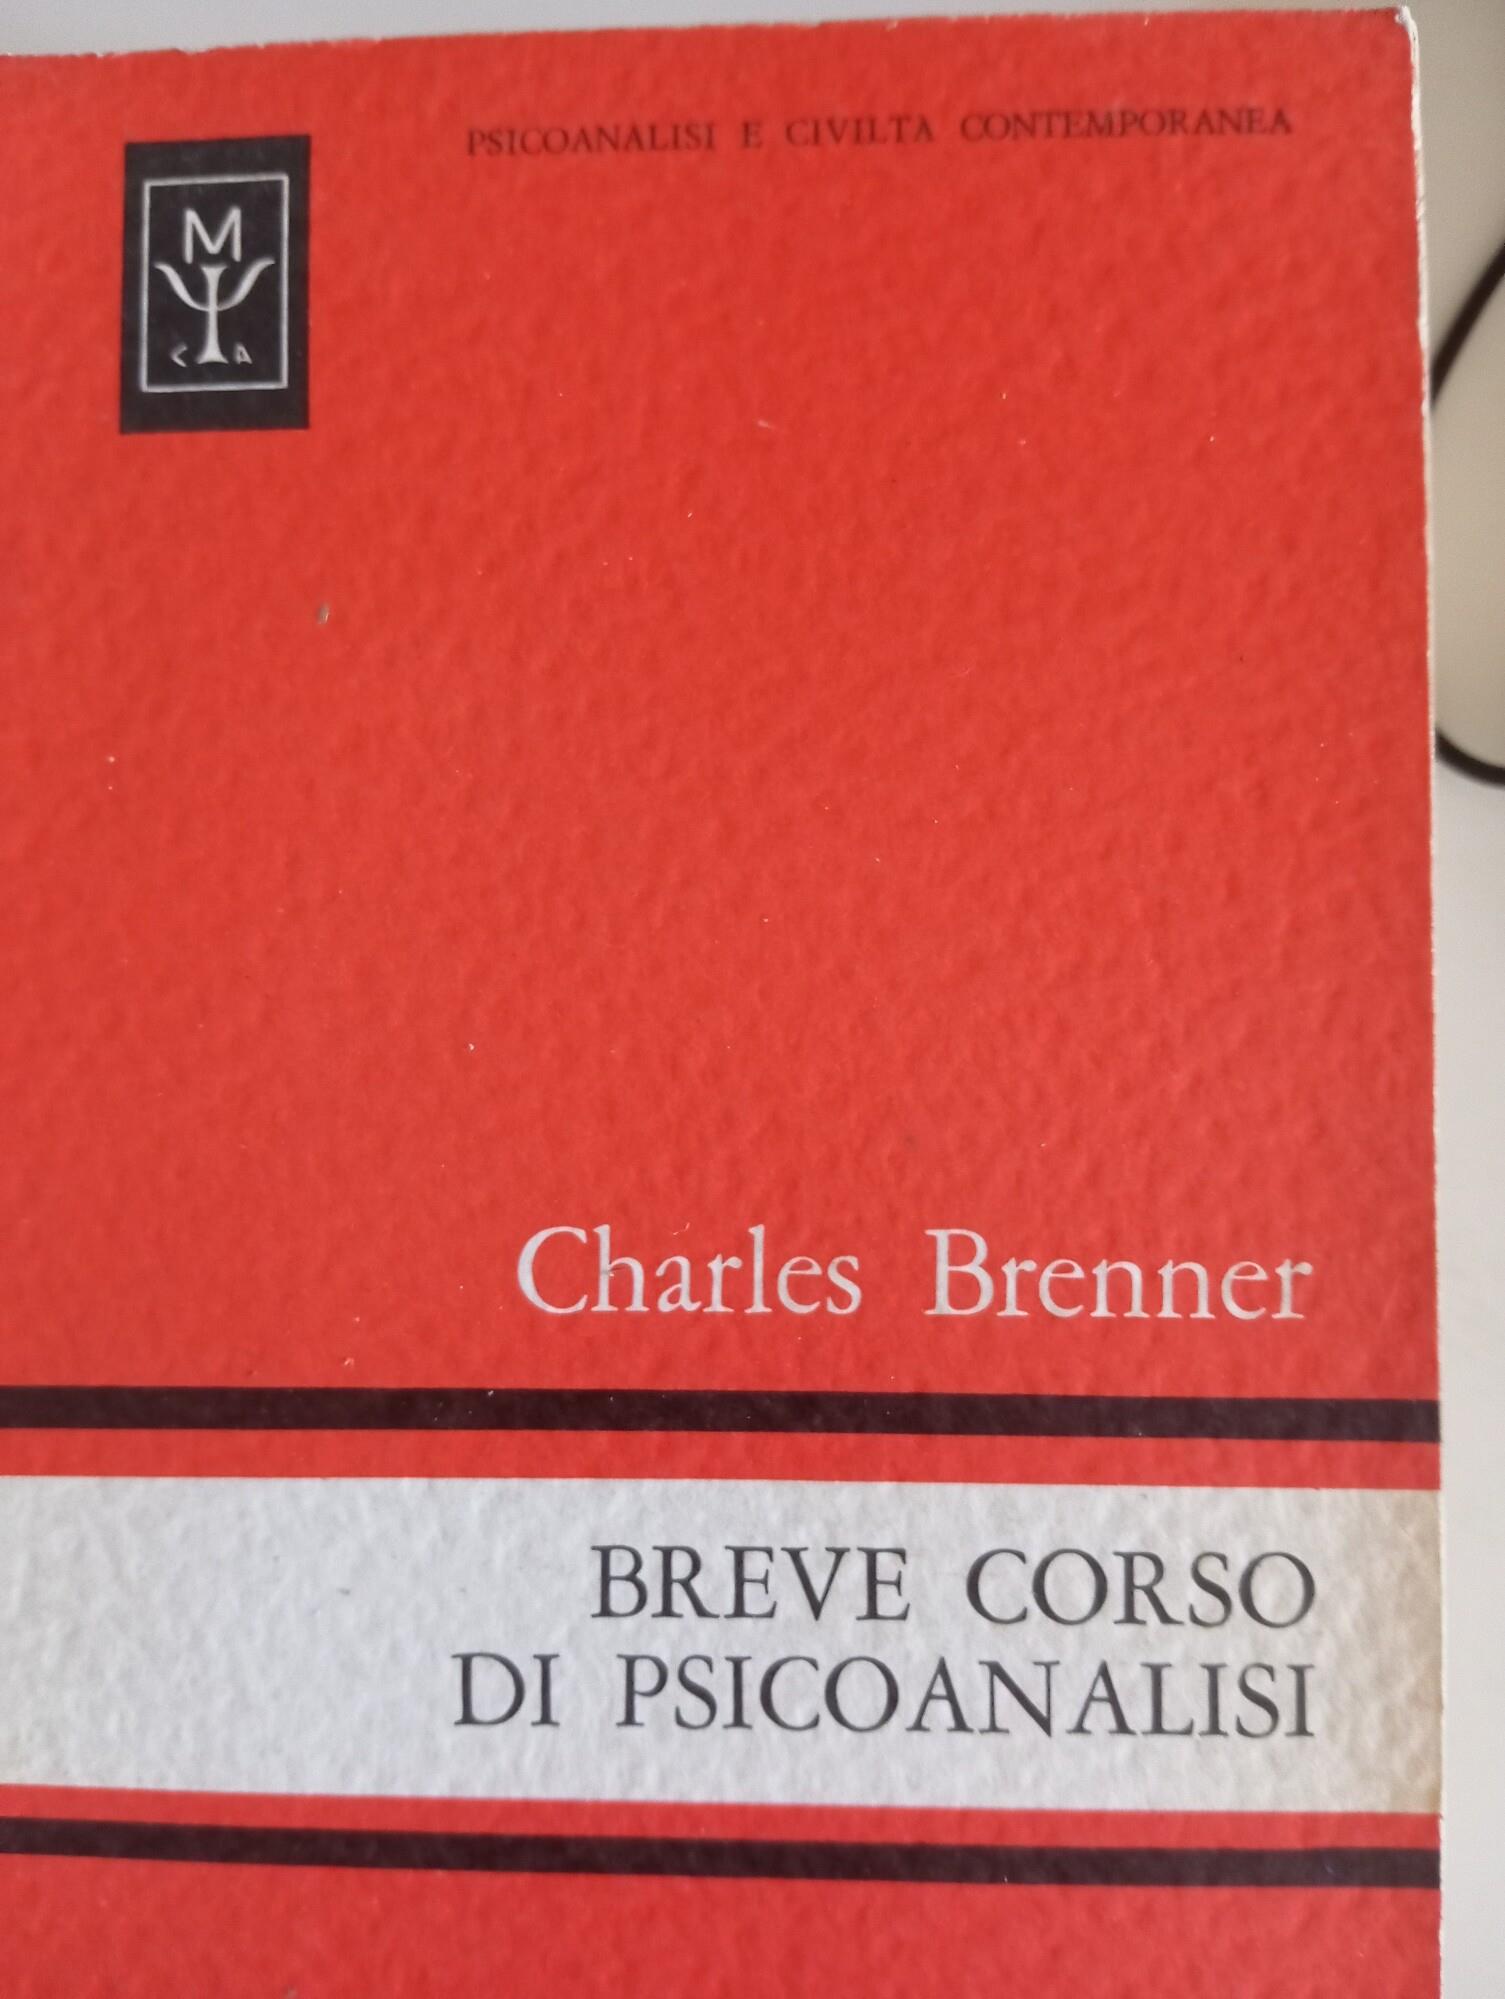 PSICOANALISI E CIVILTA CONTEMPORANEA
M
C A
Charles Brenner
BREVE CORSO
DI PSICOANALISI